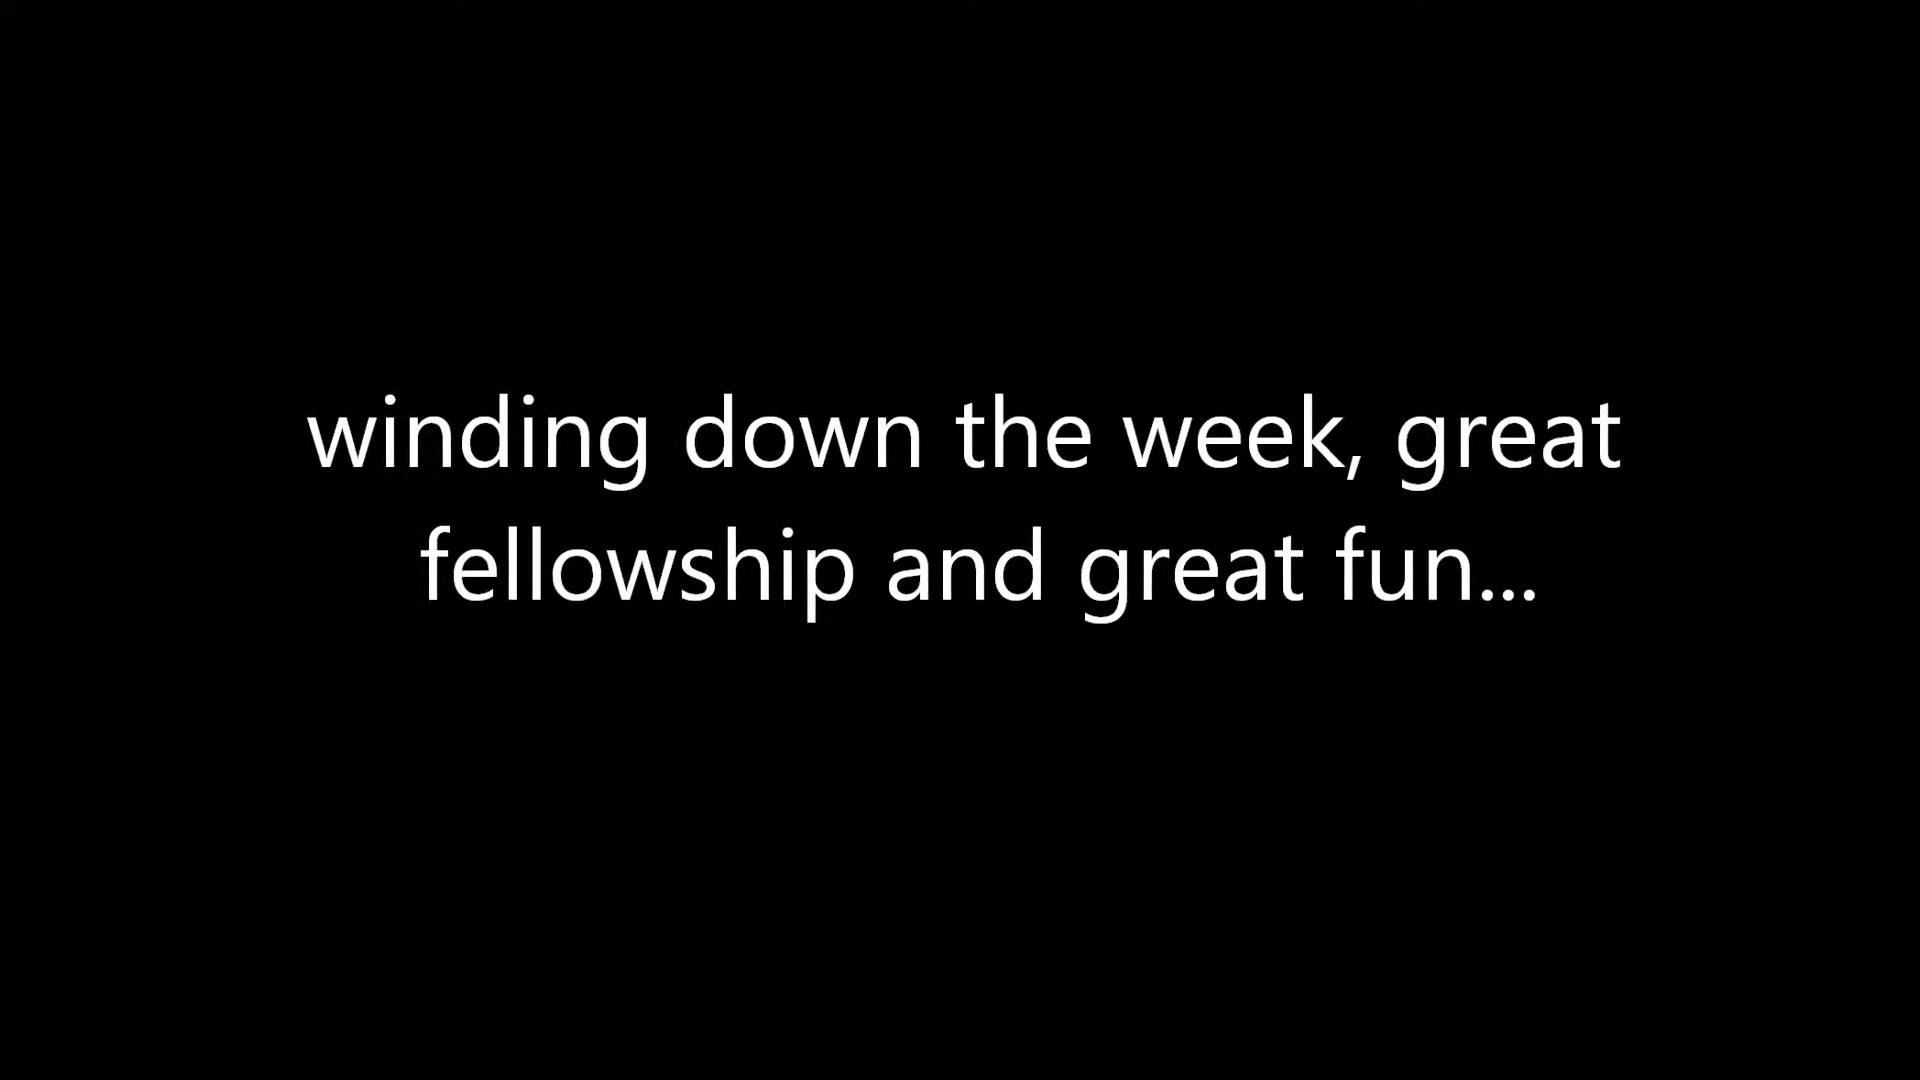 winding down the week, great
fellowship and great fun...